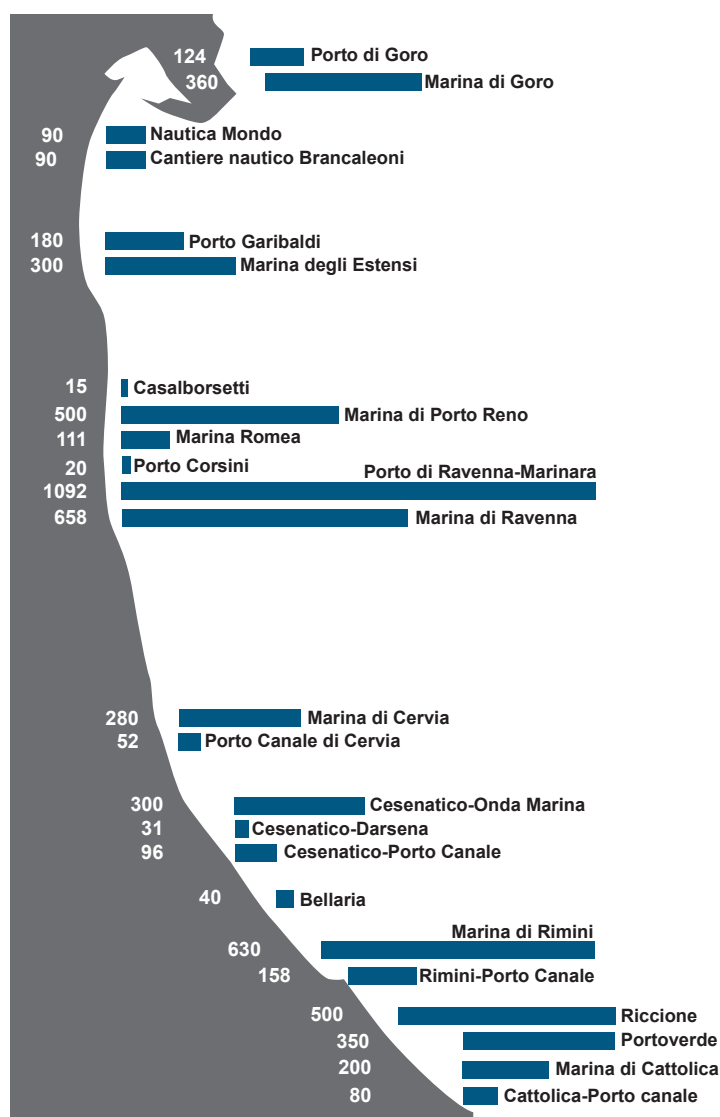 124 Porto di Goro
360 Marina di Goro
90 Nautica Mondo
90 Cantiere nautico Brancaleoni
180 Porto Garibaldi
300 Marina degli Estensi
15 Casalborsetti
500 Marina di Porto Reno
111 Marina Romea
20 Porto Corsini
1092 Porto di Ravenna-Marinara
658 Marina di Ravenna
280 Marina di Cervia
52 Porto Canale di Cervia
300 Cesenatico-Onda Marina
31 Cesenatico-Darsena
96 Cesenatico-Porto Canale
40 Bellaria
630 Marina di Rimini
158 Rimini-Porto Canale
500 Riccione
350 Portoverde
200 Marina di Cattolica
80 Cattolica-Porto canale